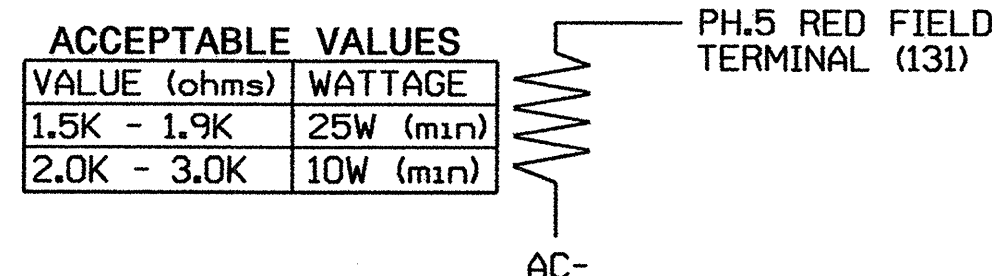 ACCEPTABLE VALUES
VALUE (ohms) WATTAGE
1.5K - 1.9K 25W (min)
2.0K - 3.0K 10W (min)
PH.5 RED FIELD
TERMINAL (131)
AC-